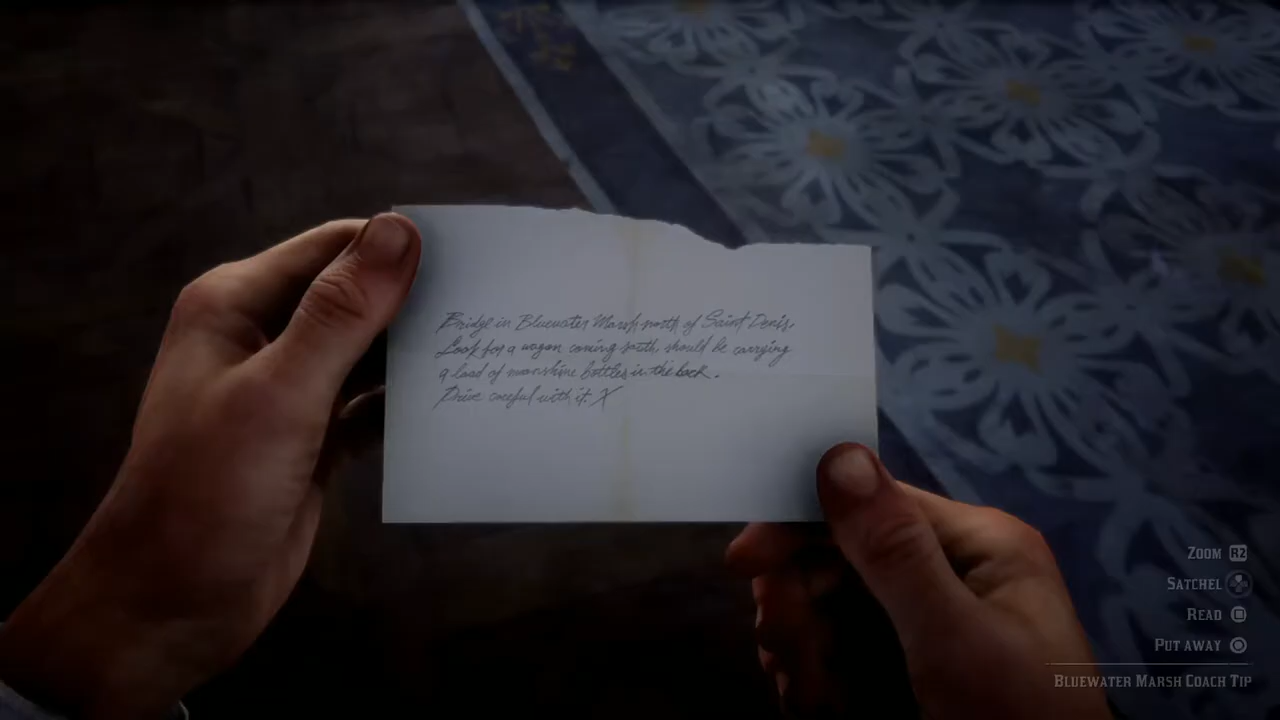 Bridge in Bluewater Marsh north of Saint Denis.
Look for a wagon coming south, should be carrying
a load of moonshine bottles in the back.
Drive careful with it. X
ZOOM R2
SATCHEL
READ
PUT AWAY
BLUEWATER MARSH COACH TIP